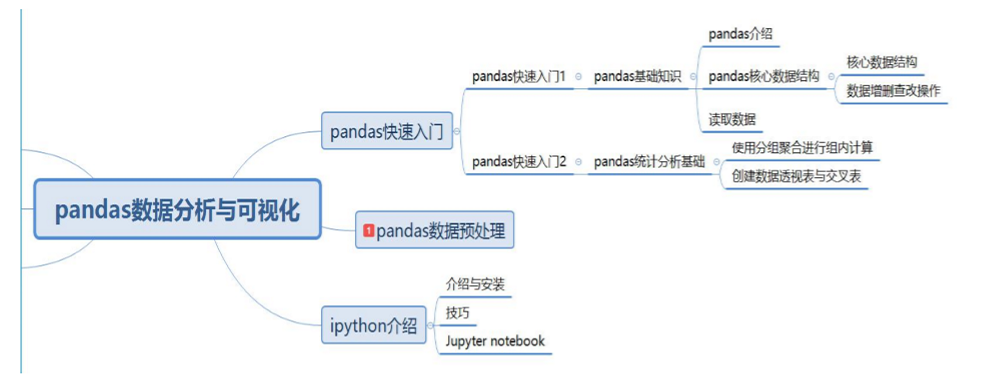 pandas介绍
pandas快速入门1
pandas基础知识
pandas核心数据结构
核心数据结构
数据增删查改操作
读取数据
pandas快速入门
pandas快速入门2
pandas统计分析基础
使用分组聚合进行组内计算
创建数据透视表与交叉表
pandas数据分析与可视化
1 pandas数据预处理
ipython介绍
介绍与安装
技巧
Jupyter notebook